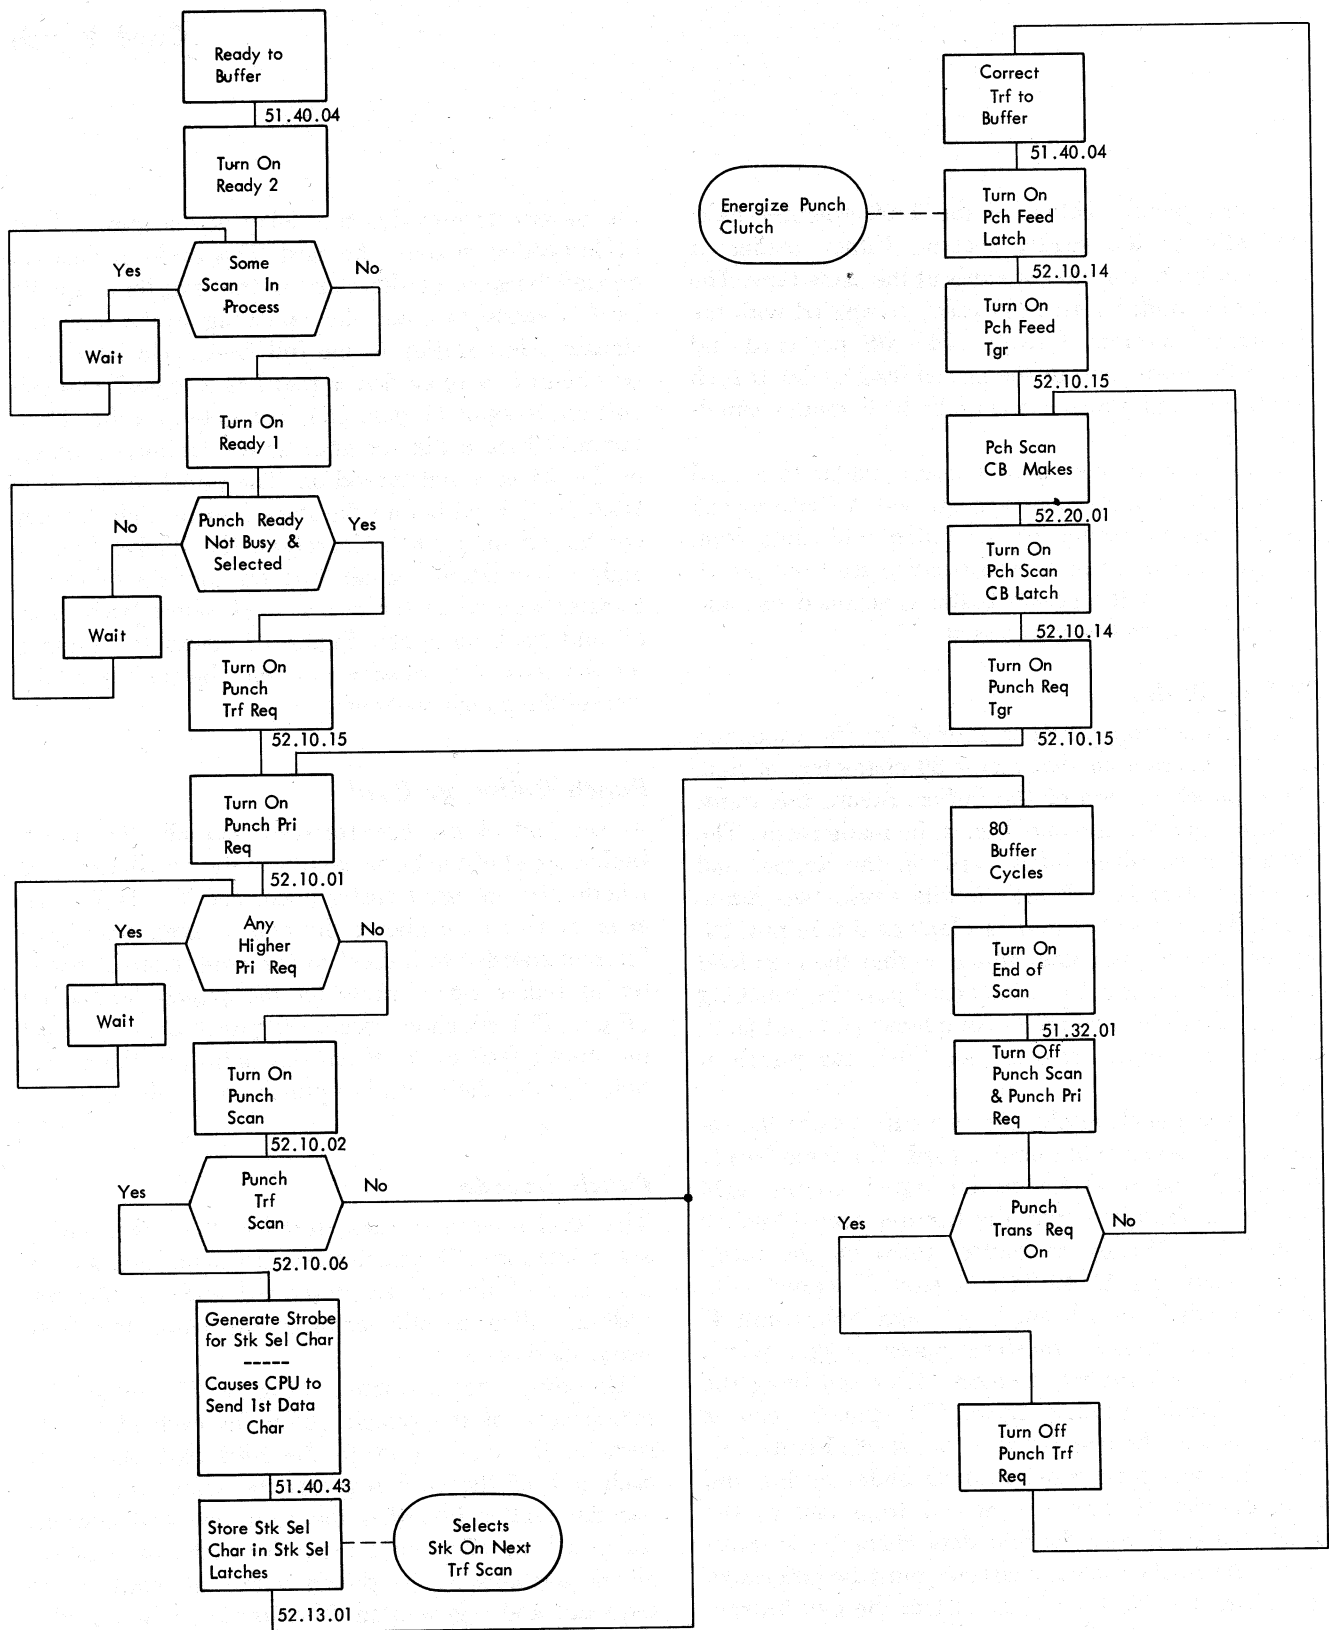 Ready to
Buffer
51.40.04
Turn On
Ready 2
Some
Scan In
Process
Yes
No
Wait
Turn On
Ready 1
Punch Ready
Not Busy &
Selected
No
Yes
Wait
Turn On
Punch
Trf Req
52.10.15
Turn On
Punch Pri
Req
52.10.01
Any
Higher
Pri Req
Yes
No
Wait
Turn On
Punch
Scan
52.10.02
Punch
Trf
Scan
Yes
No
52.10.06
Generate Strobe
for Stk Sel Char
-----
Causes CPU to
Send 1st Data
Char
51.40.43
Store Stk Sel
Char in Stk Sel
Latches
Selects
Stk On Next
Trf Scan
52.13.01
Correct
Trf to
Buffer
51.40.04
Energize Punch
Clutch
Turn On
Pch Feed
Latch
52.10.14
Turn On
Pch Feed
Tgr
52.10.15
Pch Scan
CB Makes
52.20.01
Turn On
Pch Scan
CB Latch
52.10.14
Turn On
Punch Req
Tgr
52.10.15
80
Buffer
Cycles
Turn On
End of
Scan
51.32.01
Turn Off
Punch Scan
& Punch Pri
Req
Punch
Trans Req
On
Yes
No
Turn Off
Punch Trf
Req